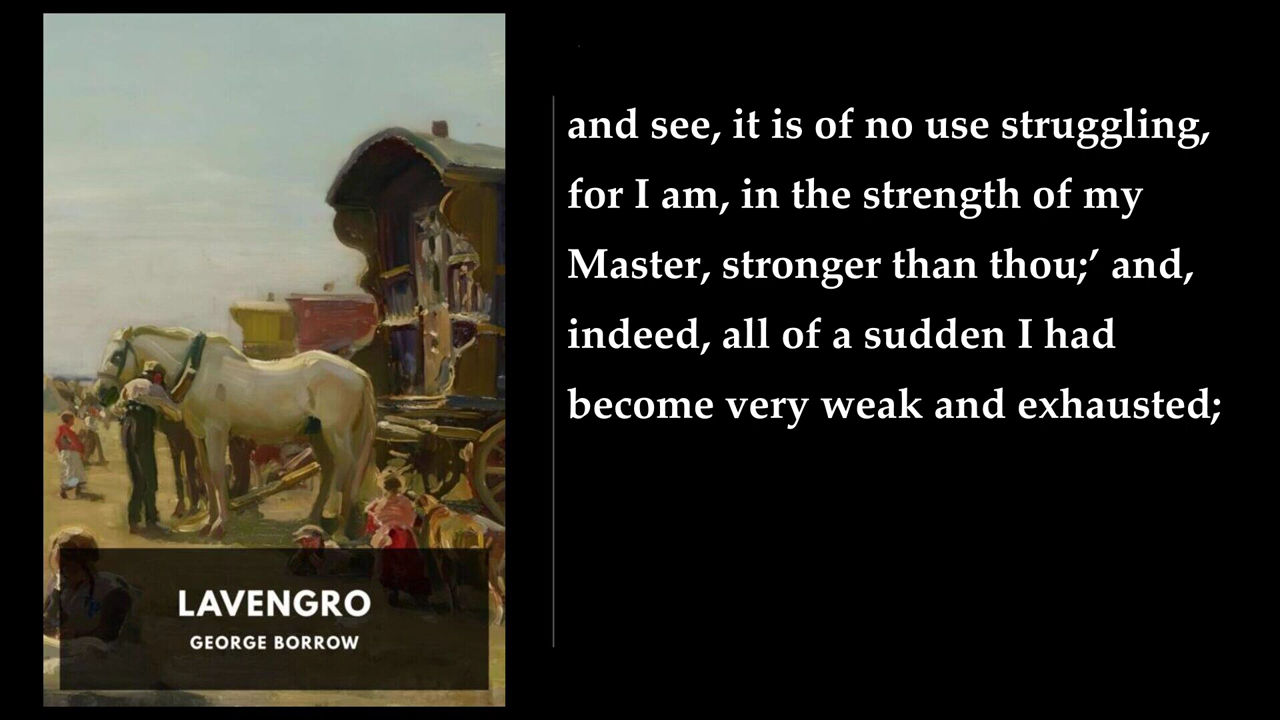 LAVENGRO
GEORGE BORROW
and see, it is of no use struggling,
for I am, in the strength of my
Master, stronger than thou;’ and,
indeed, all of a sudden I had
become very weak and exhausted;